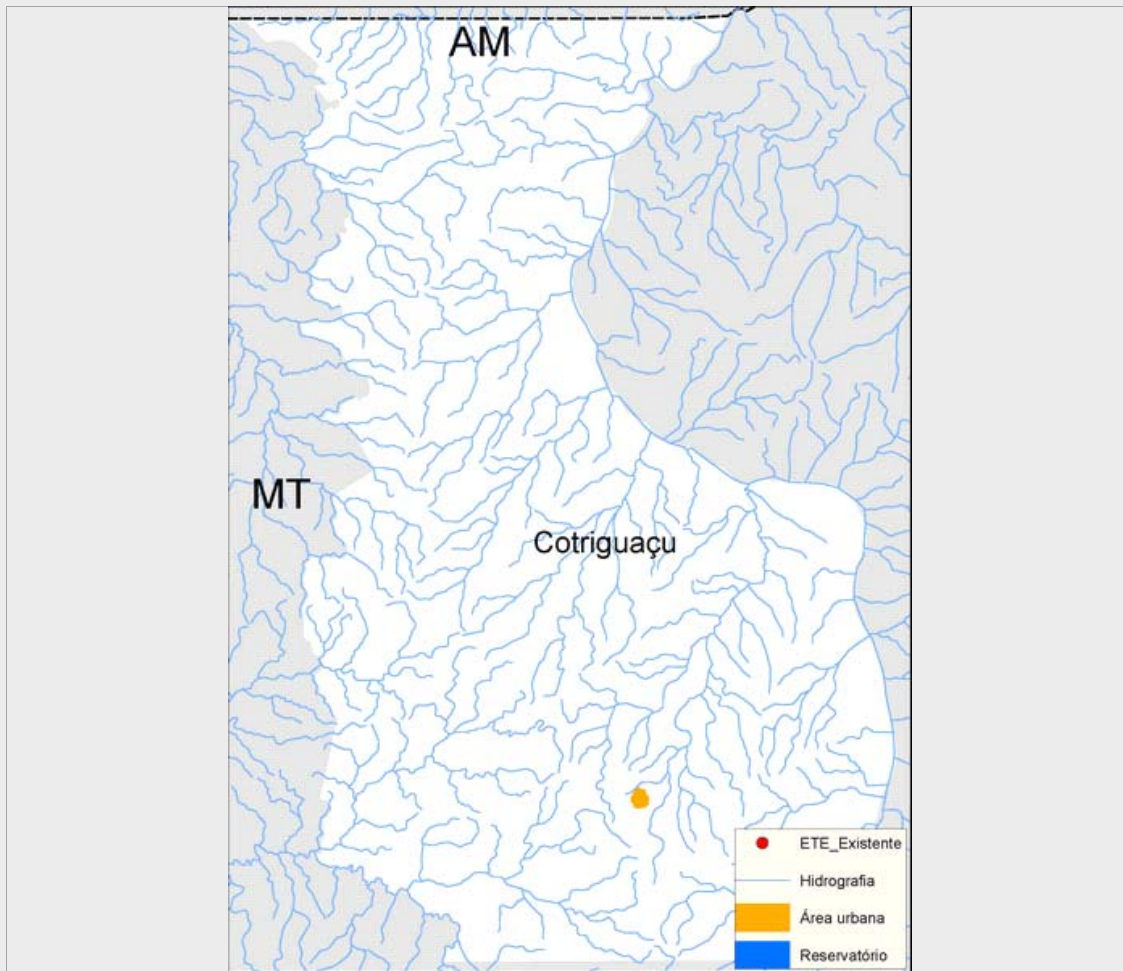 AM
MT
Cotriguaçu
ETE_Existente
Hidrografia
Área urbana
Reservatório